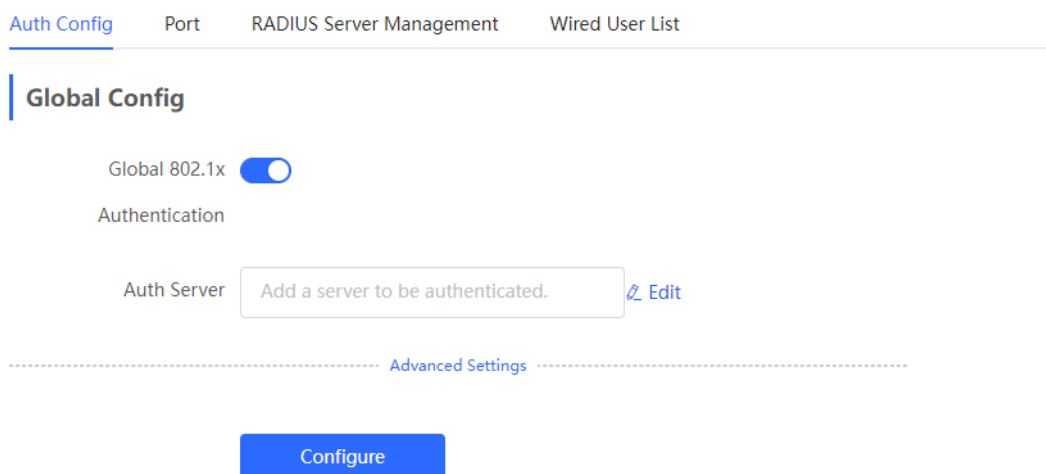 Auth Config Port RADIUS Server Management Wired User List
Global Config
Global 802.1x
Authentication
Auth Server Add a server to be authenticated. Edit
Advanced Settings
Configure